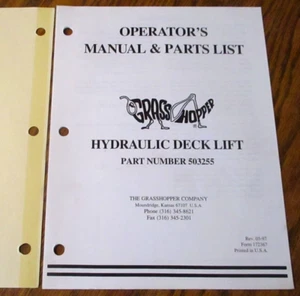 OPERATOR'S
MANUAL & PARTS LIST
GRASSHOPPER
HYDRAULIC DECK LIFT
PART NUMBER 503255
THE GRASSHOPPER COMPANY
Moundridge, Kansas 67107 U.S.A.
Phone (316) 345-8621
Fax (316) 345-2301
Printed in U.S.A.